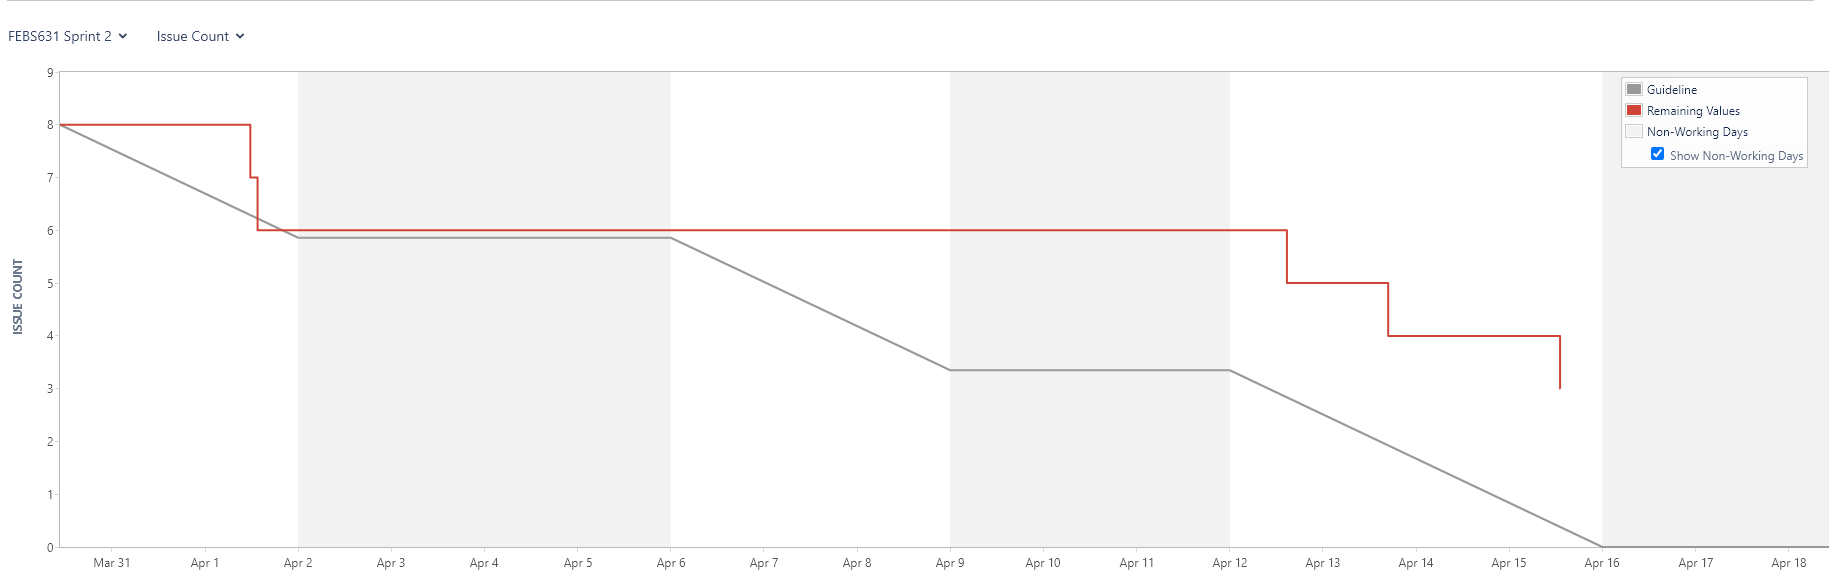 FEBS631 Sprint 2 Issue Count
9
8
7
6
5
4
3
2
1
0
ISSUE COUNT
Guideline
Remaining Values
Non-Working Days
Show Non-Working Days
Mar 31 Apr 1 Apr 2 Apr 3 Apr 4 Apr 5 Apr 6 Apr 7 Apr 8 Apr 9 Apr 10 Apr 11 Apr 12 Apr 13 Apr 14 Apr 15 Apr 16 Apr 17 Apr 18